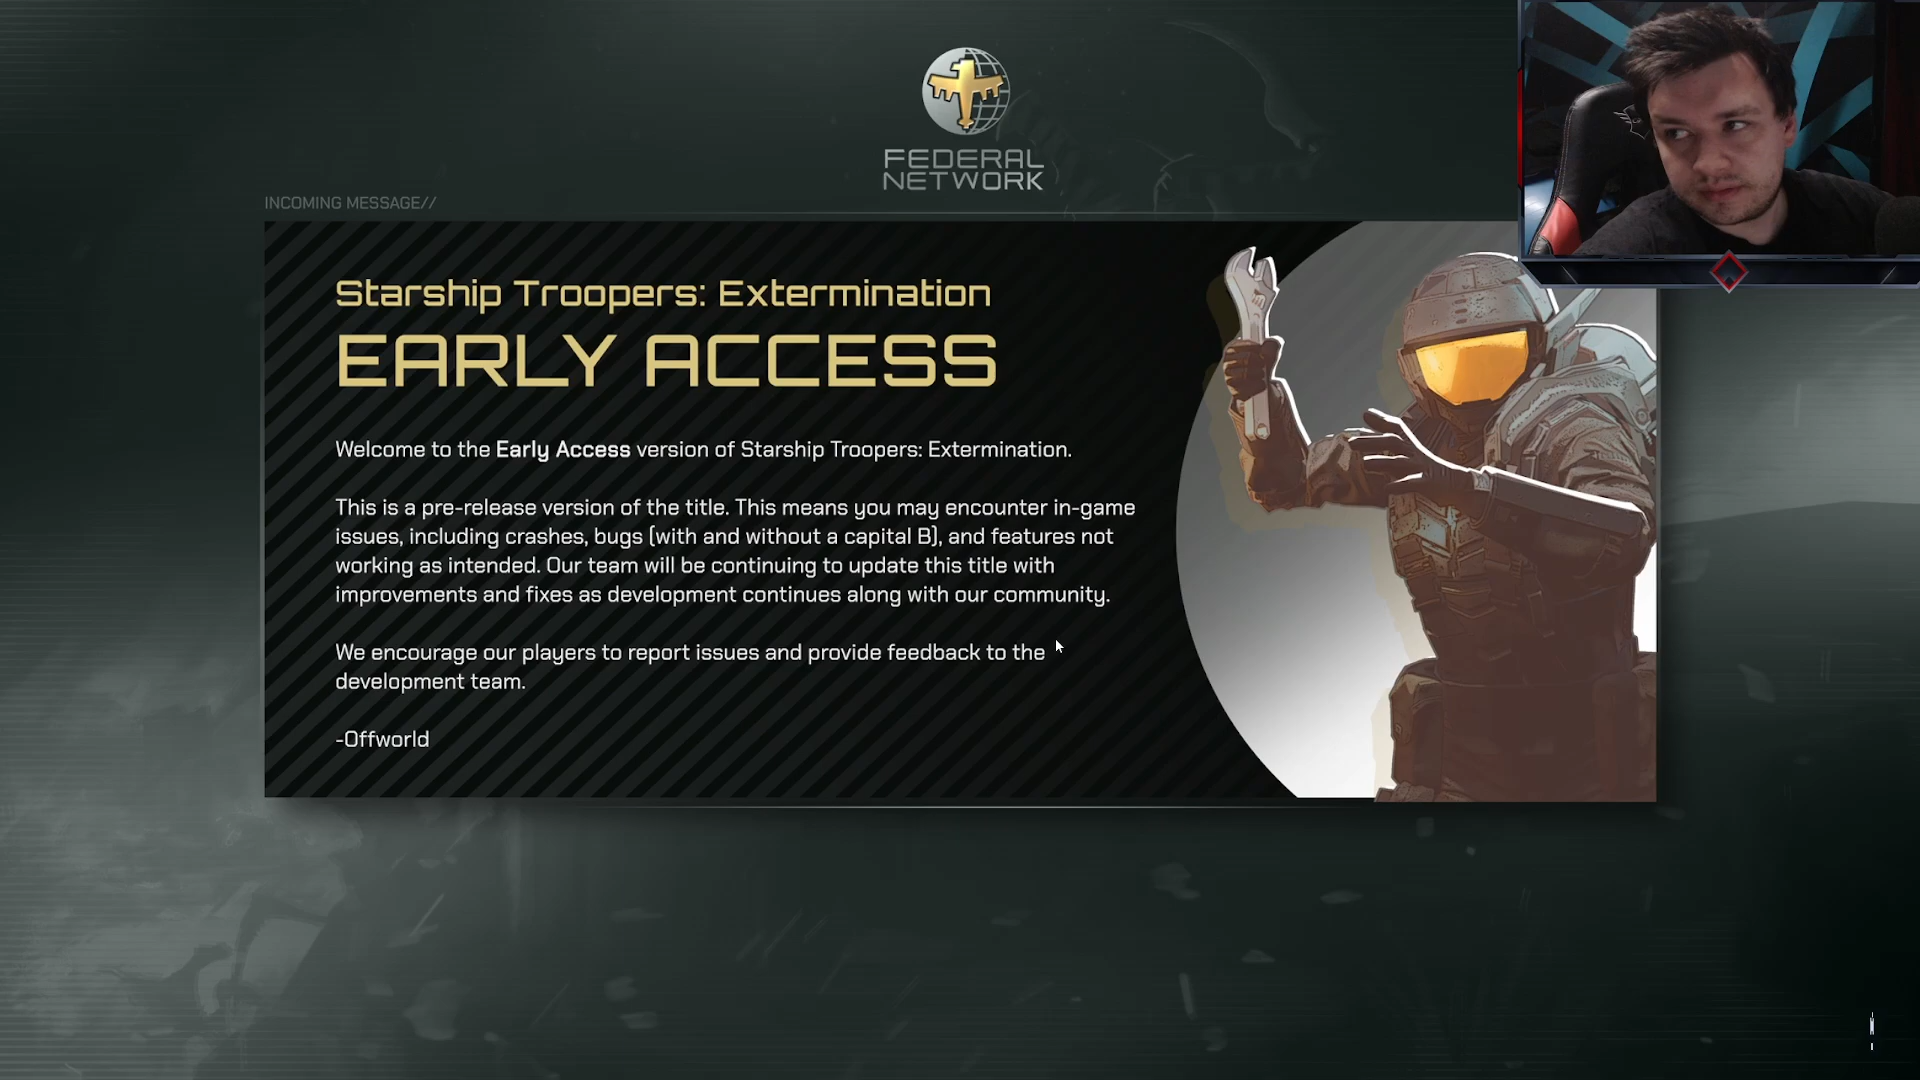 FEDERAL
NETWORK
INCOMING MESSAGE//
Starship Troopers: Extermination
EARLY ACCESS
Welcome to the Early Access version of Starship Troopers: Extermination.
This is a pre-release version of the title. This means you may encounter in-game
issues, including crashes, bugs (with and without a capital B), and features not
working as intended. Our team will be continuing to update this title with
improvements and fixes as development continues along with our community.
We encourage our players to report issues and provide feedback to the
development team.
-Offworld